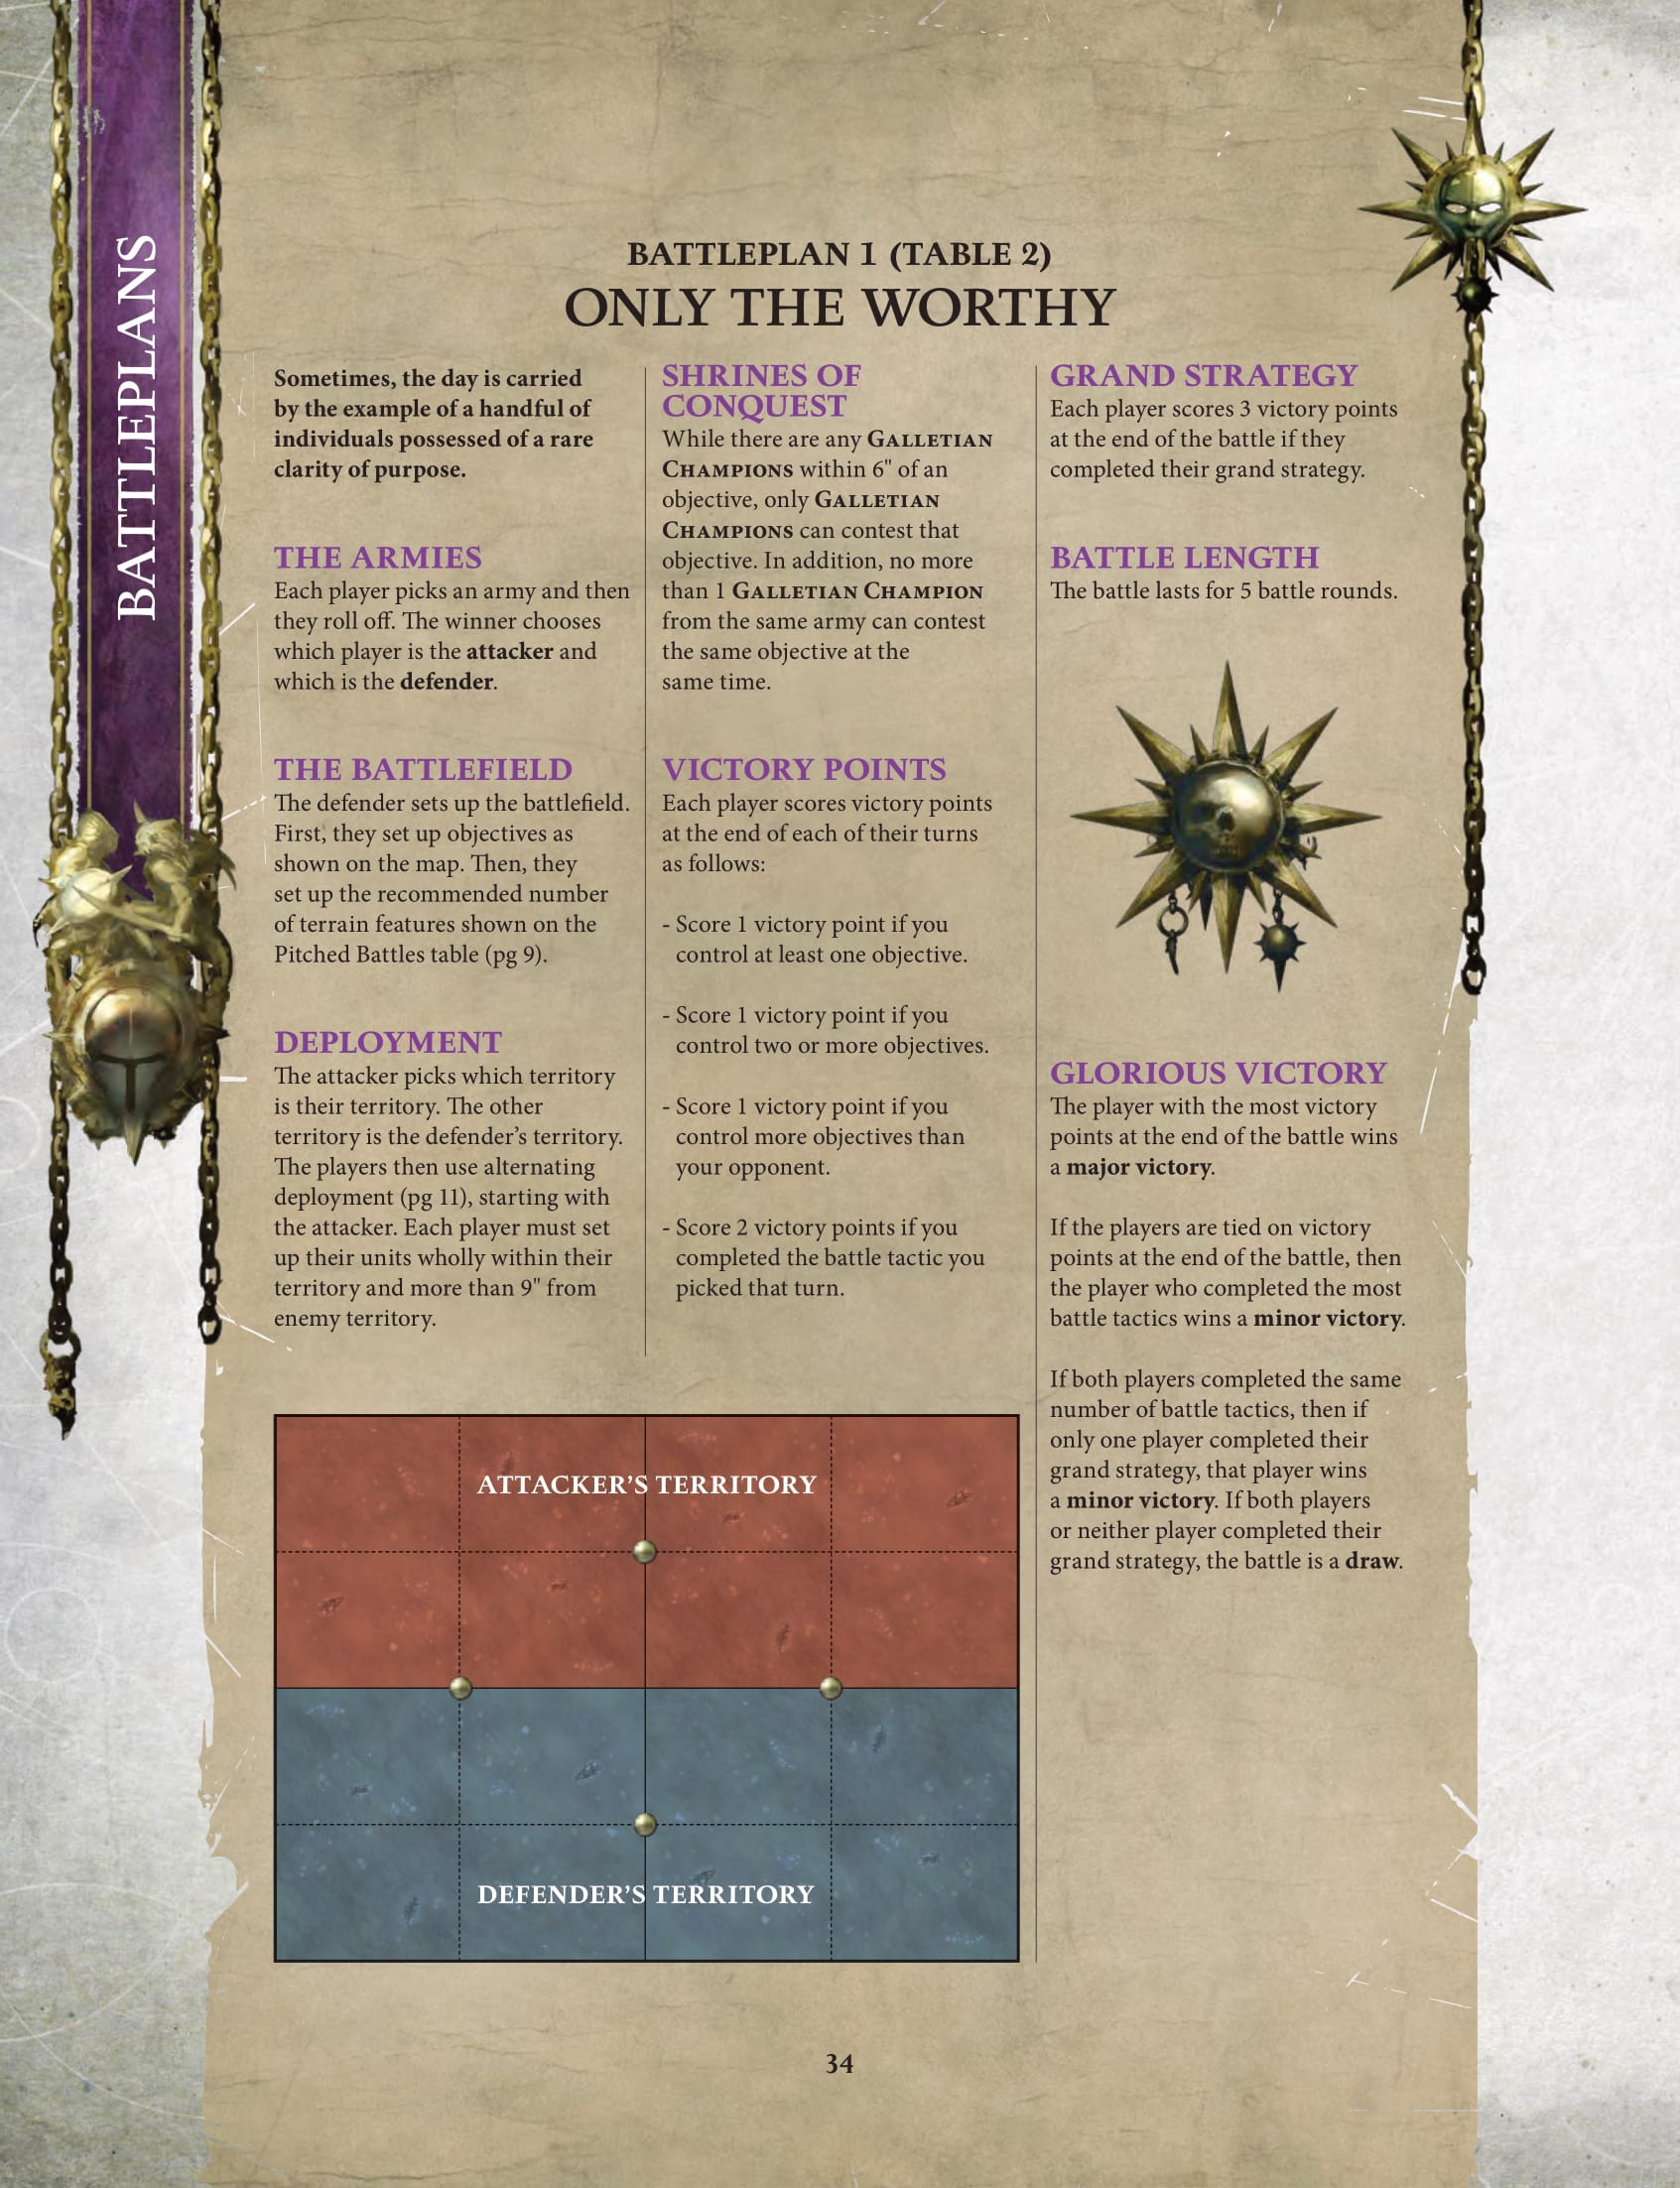 BATTLEPLANS
BATTLEPLAN 1 (TABLE 2)
ONLY THE WORTHY
Sometimes, the day is carried
by the example of a handful of
individuals possessed of a rare
clarity of purpose.
THE ARMIES
Each player picks an army and then
they roll off. The winner chooses
which player is the attacker and
which is the defender.
THE BATTLEFIELD
The defender sets up the battlefield.
First, they set up objectives as
shown on the map. Then, they
set up the recommended number
of terrain features shown on the
Pitched Battles table (pg 9).
DEPLOYMENT
The attacker picks which territory
is their territory. The other
territory is the defender’s territory.
The players then use alternating
deployment (pg 11), starting with
the attacker. Each player must set
up their units wholly within their
territory and more than 9" from
enemy territory.
SHRINES OF
CONQUEST
While there are any GALLETIAN
CHAMPIONS within 6" of an
objective, only GALLETIAN
CHAMPIONS can contest that
objective. In addition, no more
than 1 GALLETIAN CHAMPION
from the same army can contest
the same objective at the
same time.
VICTORY POINTS
Each player scores victory points
at the end of each of their turns
as follows:
- Score 1 victory point if you
control at least one objective.
- Score 1 victory point if you
control two or more objectives.
- Score 1 victory point if you
control more objectives than
your opponent.
- Score 2 victory points if you
completed the battle tactic you
picked that turn.
GRAND STRATEGY
Each player scores 3 victory points
at the end of the battle if they
completed their grand strategy.
BATTLE LENGTH
The battle lasts for 5 battle rounds.
GLORIOUS VICTORY
The player with the most victory
points at the end of the battle wins
a major victory.
If the players are tied on victory
points at the end of the battle, then
the player who completed the most
battle tactics wins a minor victory.
If both players completed the same
number of battle tactics, then if
only one player completed their
grand strategy, that player wins
a minor victory. If both players
or neither player completed their
grand strategy, the battle is a draw.
ATTACKER’S TERRITORY
DEFENDER’S TERRITORY
34